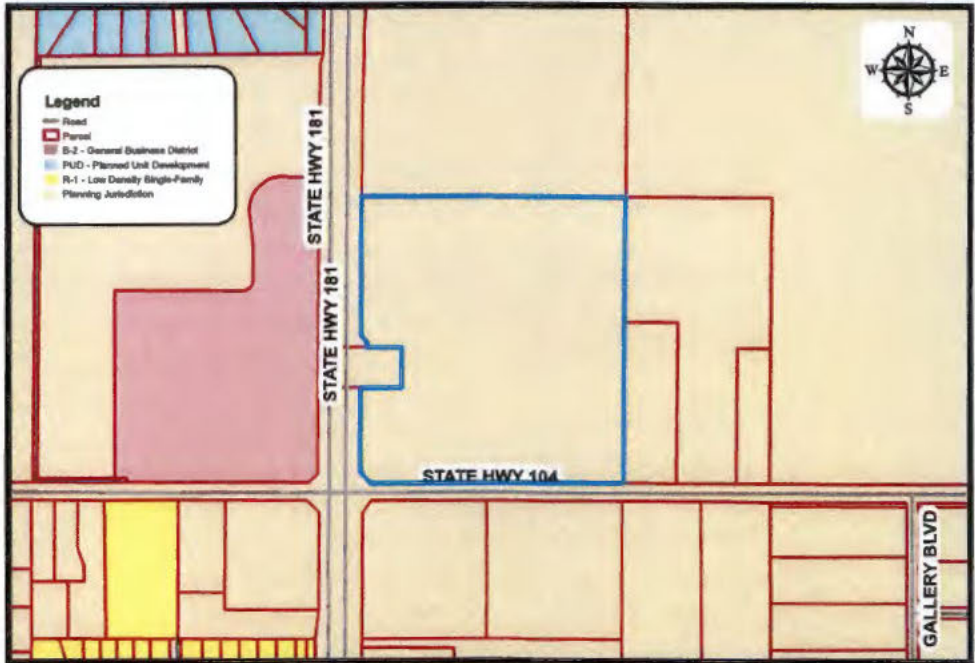 N
W E
S
Legend
Road
Parcel
B-2 - General Business District
PUD - Planned Unit Development
R-1 - Low Density Single-Family
Planning Jurisdiction
STATE HWY 181
STATE HWY 181
STATE HWY 104
GALLERY BLVD